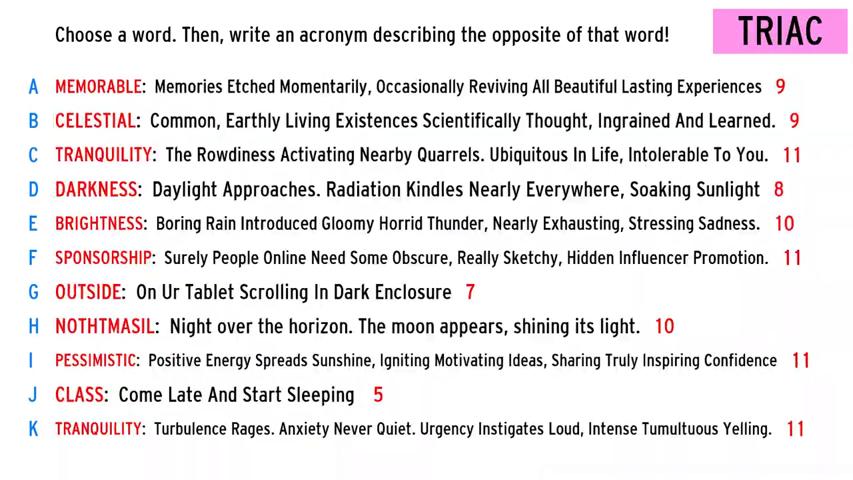 Choose a word. Then, write an acronym describing the opposite of that word!
TRIAC
A MEMORABLE: Memories Etched Momentarily, Occasionally Reviving All Beautiful Lasting Experiences 9
B CELESTIAL: Common, Earthly Living Existences Scientifically Thought, Ingrained And Learned. 9
C TRANQUILITY: The Rowdiness Activating Nearby Quarrels. Ubiquitous In Life, Intolerable To You. 11
D DARKNESS: Daylight Approaches. Radiation Kindles Nearly Everywhere, Soaking Sunlight 8
E BRIGHTNESS: Boring Rain Introduced Gloomy Horrid Thunder, Nearly Exhausting, Stressing Sadness. 10
F SPONSORSHIP: Surely People Online Need Some Obscure, Really Sketchy, Hidden Influencer Promotion. 11
G OUTSIDE: On Ur Tablet Scrolling In Dark Enclosure 7
H NOTHTMASIL: Night over the horizon. The moon appears, shining its light. 10
I PESSIMISTIC: Positive Energy Spreads Sunshine, Igniting Motivating Ideas, Sharing Truly Inspiring Confidence 11
J CLASS: Come Late And Start Sleeping 5
K TRANQUILITY: Turbulence Rages. Anxiety Never Quiet. Urgency Instigates Loud, Intense Tumultuous Yelling. 11